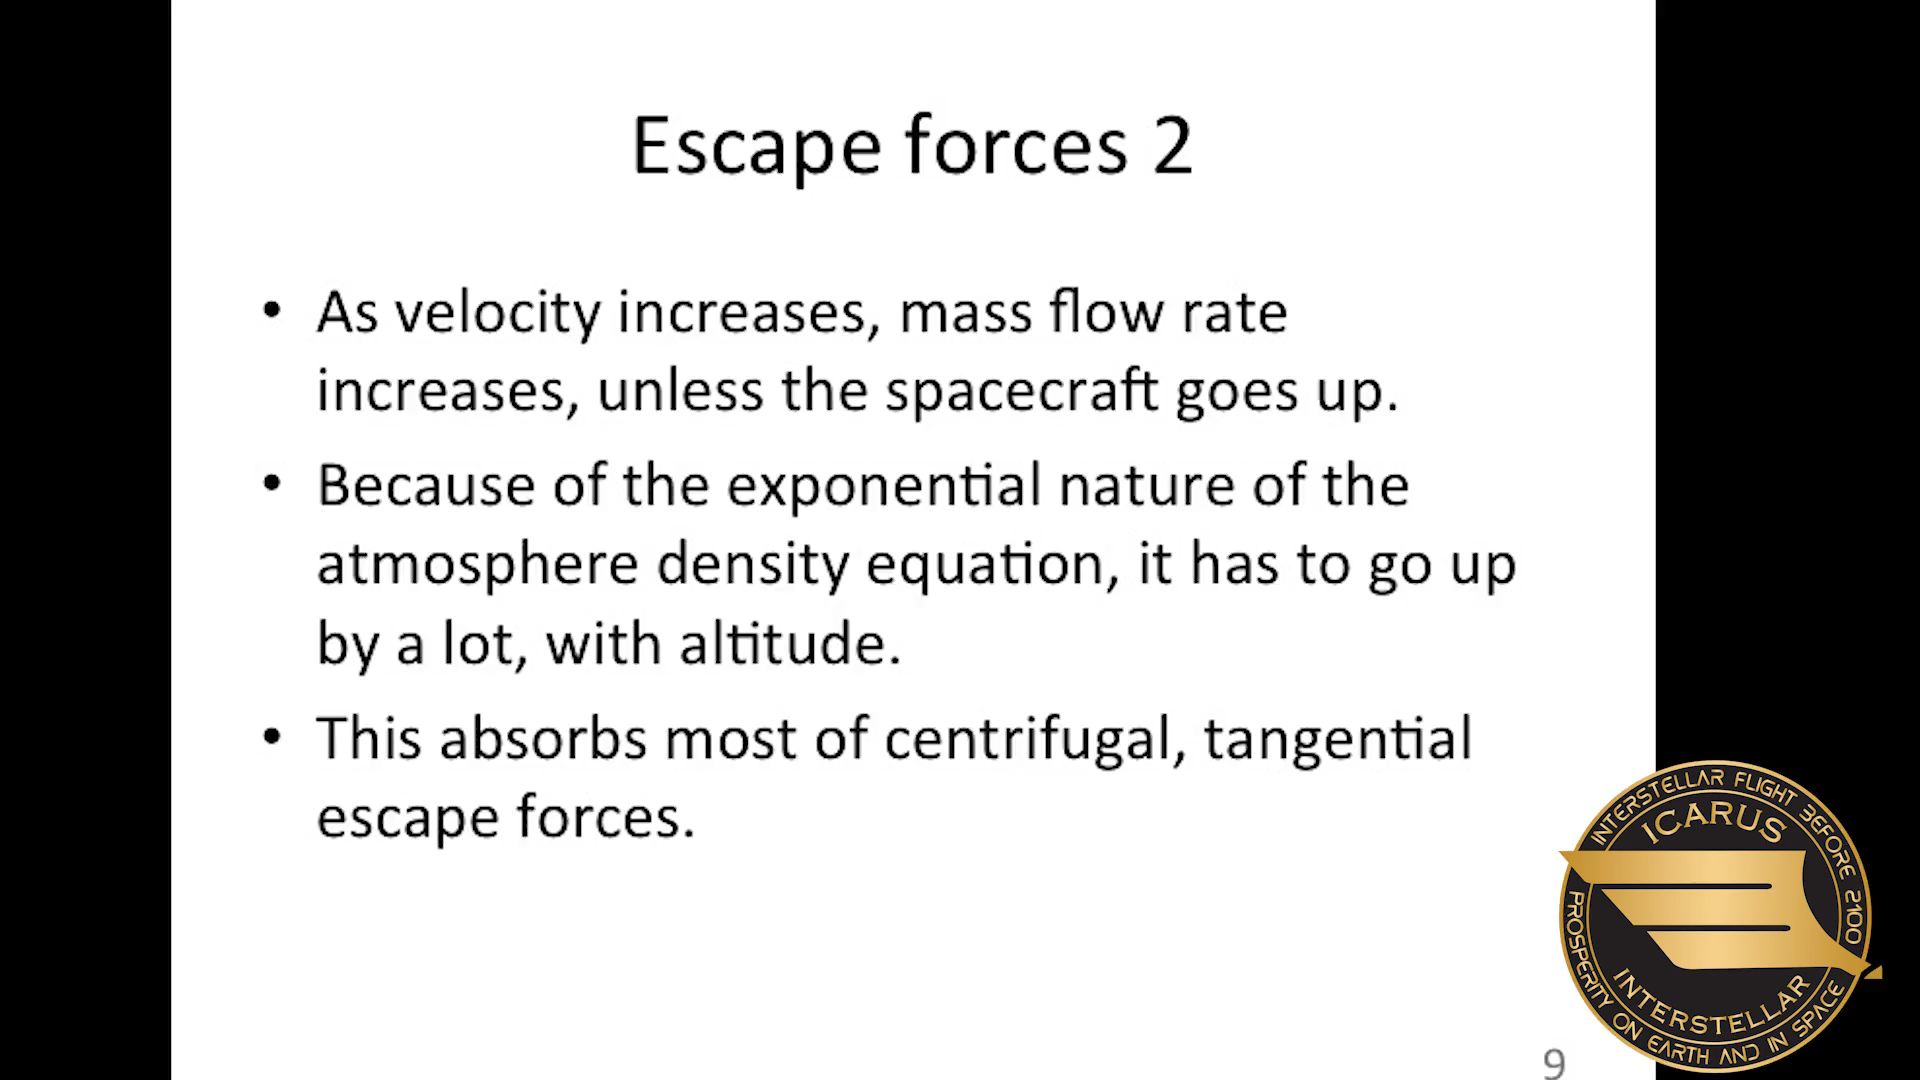 Escape forces 2
• As velocity increases, mass flow rate
increases, unless the spacecraft goes up.
• Because of the exponential nature of the
atmosphere density equation, it has to go up
by a lot, with altitude.
• This absorbs most of centrifugal, tangential
escape forces.
INTERSTELLAR FLIGHT BEFORE 2100
ICARUS
INTERSTELLAR
PROSPERITY ON EARTH AND IN SPACE
9